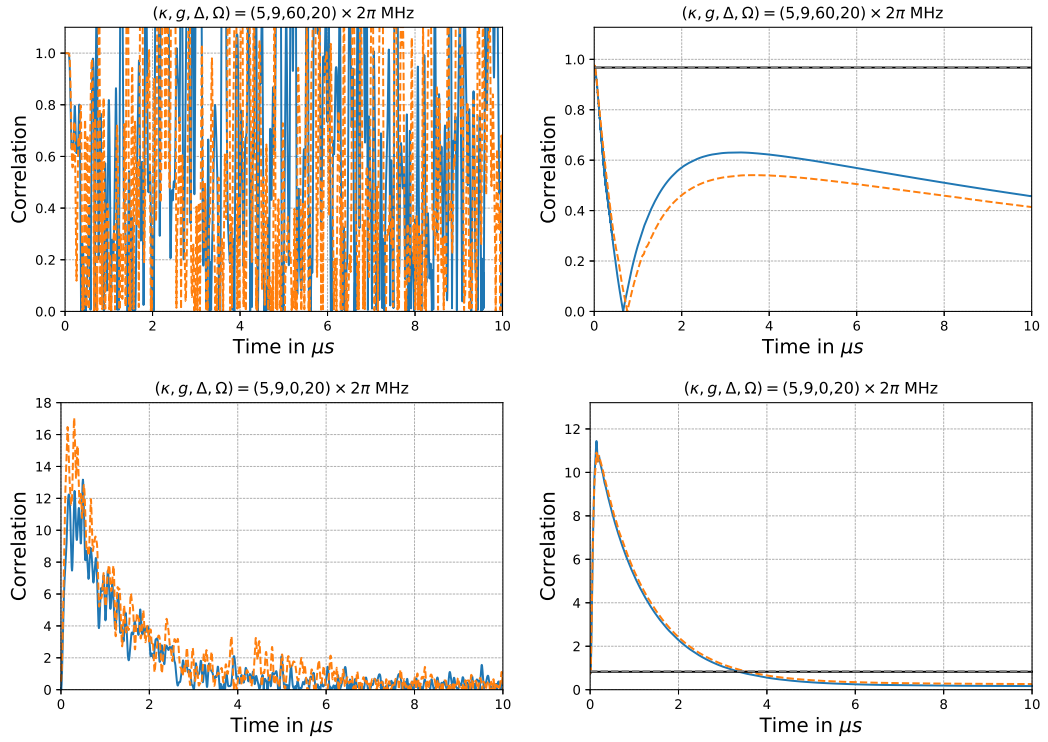 (κ, g, Δ, Ω) = (5,9,60,20) × 2π MHz
1.0
0.8
0.6
0.4
0.2
0.0
Correlation
0 2 4 6 8 10
Time in μs
(κ, g, Δ, Ω) = (5,9,60,20) × 2π MHz
1.0
0.8
0.6
0.4
0.2
0.0
Correlation
0 2 4 6 8 10
Time in μs
(κ, g, Δ, Ω) = (5,9,0,20) × 2π MHz
18
16
14
12
10
8
6
4
2
0
Correlation
0 2 4 6 8 10
Time in μs
(κ, g, Δ, Ω) = (5,9,0,20) × 2π MHz
12
10
8
6
4
2
0
Correlation
0 2 4 6 8 10
Time in μs